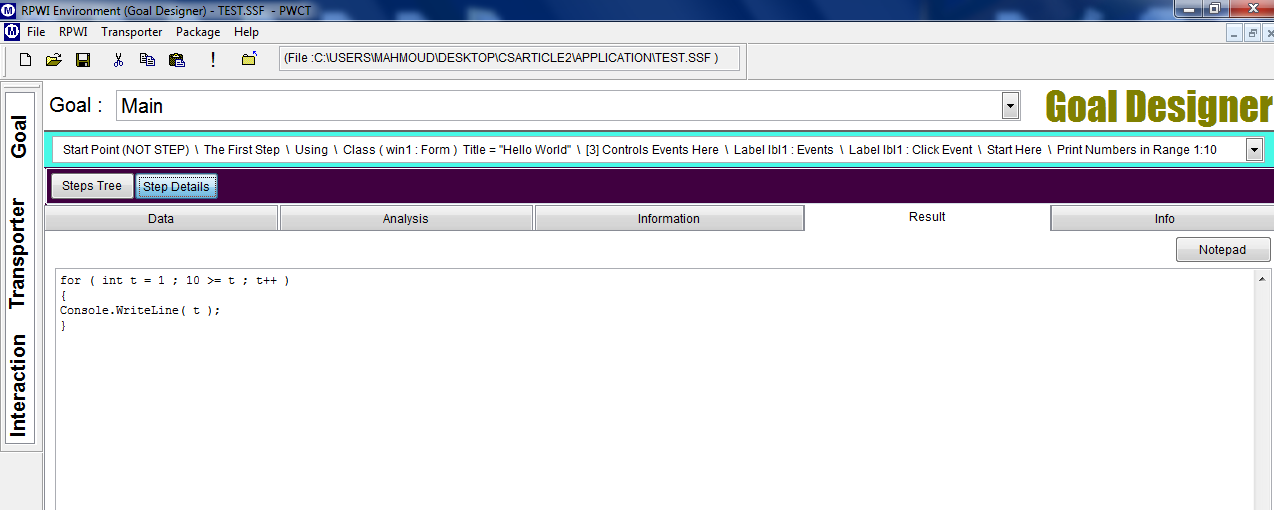 RPWI Environment (Goal Designer) - TEST.SSF - PWCT
File RPWI Transporter Package Help
(File :C:\USERS\MAHMOUD\DESKTOP\CSARTICLE2\APPLICATION\TEST.SSF )
Goal : Main
Goal Designer
Start Point (NOT STEP) \ The First Step \ Using \ Class ( win1 : Form ) Title = "Hello World" \ [3] Controls Events Here \ Label lbl1 : Events \ Label lbl1 : Click Event \ Start Here \ Print Numbers in Range 1:10
Steps Tree Step Details
Data Analysis Information Result Info
Notepad
for ( int t = 1 ; 10 >= t ; t++ )
{
Console.WriteLine( t );
}
Goal
Transporter
Interaction